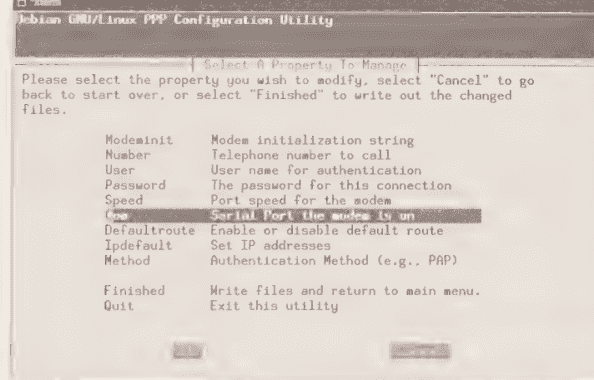 Debian GNU/Linux PPP Configuration Utility
Select A Property To Manage
Please select the property you wish to modify, select "Cancel" to go
back to start over, or select "Finished" to write out the changed
files.
Modeminit Modem initialization string
Number Telephone number to call
User User name for authentication
Password The password for this connection
Speed Port speed for the modem
Com Serial Port the modem is on
Defaultroute Enable or disable default route
Ipdefault Set IP addresses
Method Authentication Method (e.g., PAP)
Finished Write files and return to main menu.
Quit Exit this utility